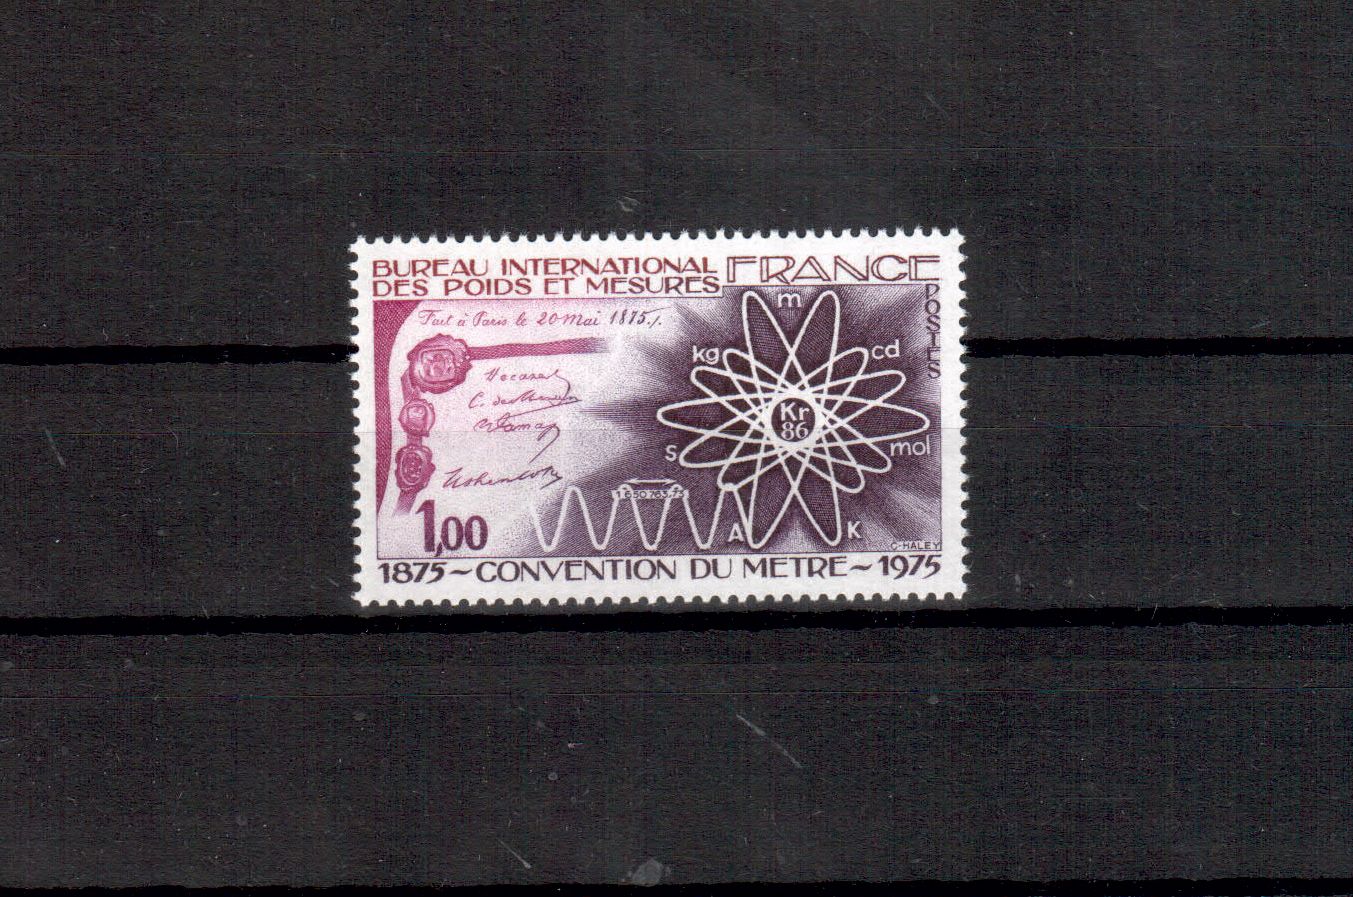 BUREAU INTERNATIONAL
DES POIDS ET MESURES
FRANCE
POSTES
Fait à Paris le 20 mai 1875./.
m
kg
cd
Kr
86
s
mol
1 650 763,73
A
K
1,00
C. HALEY
1875~CONVENTION DU METRE~1975